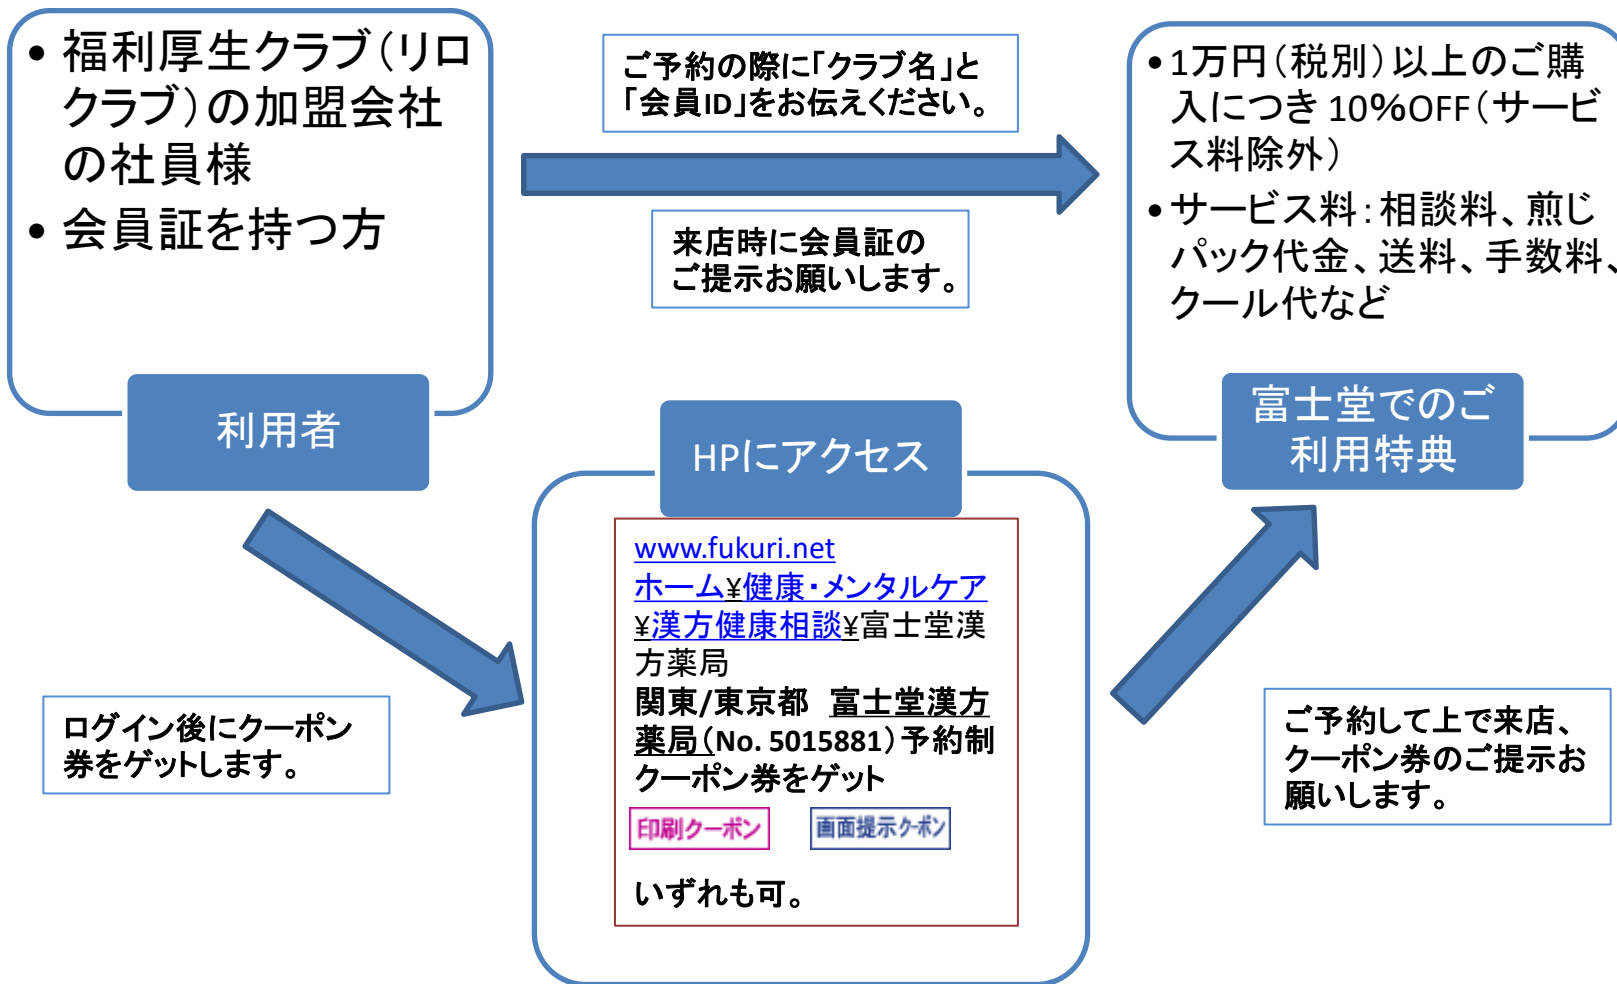 • 福利厚生クラブ（リロ
クラブ）の加盟会社
の社員様
• 会員証を持つ方
利用者
ご予約の際に「クラブ名」と
「会員ID」をお伝えください。
来店時に会員証の
ご提示お願いします。
•1万円（税別）以上のご購
入につき 10%OFF（サービ
ス料除外）
•サービス料：相談料、煎じ
パック代金、送料、手数料、
クール代など
富士堂でのご
利用特典
HPにアクセス
www.fukuri.net
ホーム¥健康・メンタルケア
¥漢方健康相談¥富士堂漢
方薬局
関東/東京都　富士堂漢方
薬局（No. 5015881）予約制
クーポン券をゲット
印刷クーポン　画面提示クーポン
いずれも可。
ログイン後にクーポン
券をゲットします。
ご予約して上で来店、
クーポン券のご提示お
願いします。